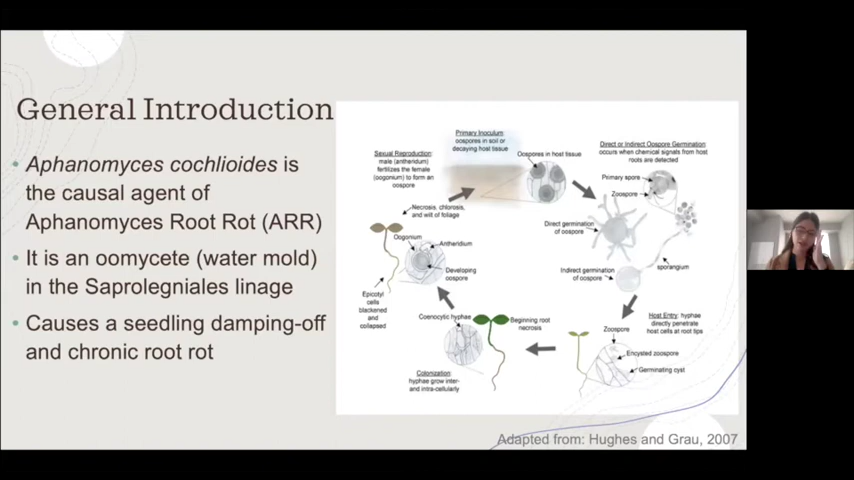 General Introduction
• Aphanomyces cochlioides is
the causal agent of
Aphanomyces Root Rot (ARR)
• It is an oomycete (water mold)
in the Saprolegniales linage
• Causes a seedling damping-off
and chronic root rot
Primary Inoculum:
oospores in soil or
decaying host tissue
Oospores in host tissue
Direct or Indirect Oospore Germination
occurs when chemical signals from host
roots are detected
Primary spore
Zoospore
Direct germination
of oospore
sporangium
Indirect germination
of oospore
Host Entry: hyphae
directly penetrate
host cells at root tips
Zoospore
Encysted zoospore
Germinating cyst
Beginning root
necrosis
Coenocytic hyphae
Colonization:
hyphae grow inter-
and intra-cellularly
Sexual Reproduction:
male (antheridium)
fertilizes the female
(oogonium) to form an
oospore
Necrosis, chlorosis,
and wilt of foliage
Oogonium
Antheridium
Developing
oospore
Epicotyl
cells
blackened
and
collapsed
Adapted from: Hughes and Grau, 2007